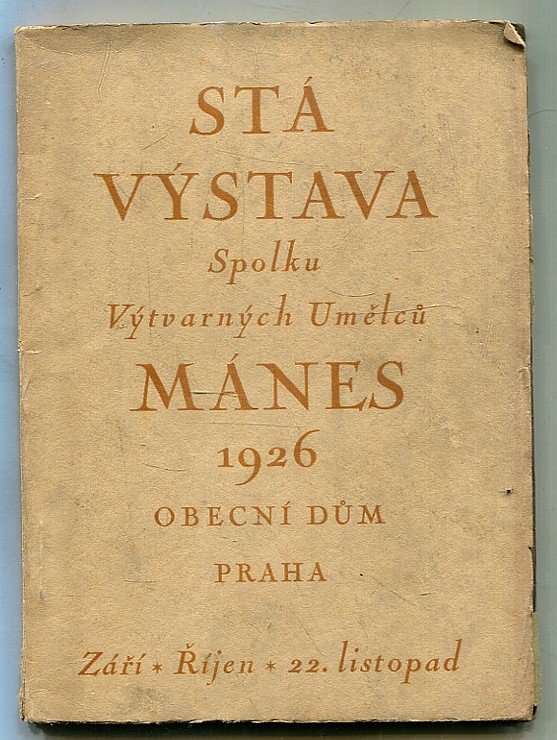 STÁ
VÝSTAVA
Spolku
Výtvarných Umělců
MÁNES
1926
OBECNÍ DŮM
PRAHA
Září * Říjen * 22. listopad